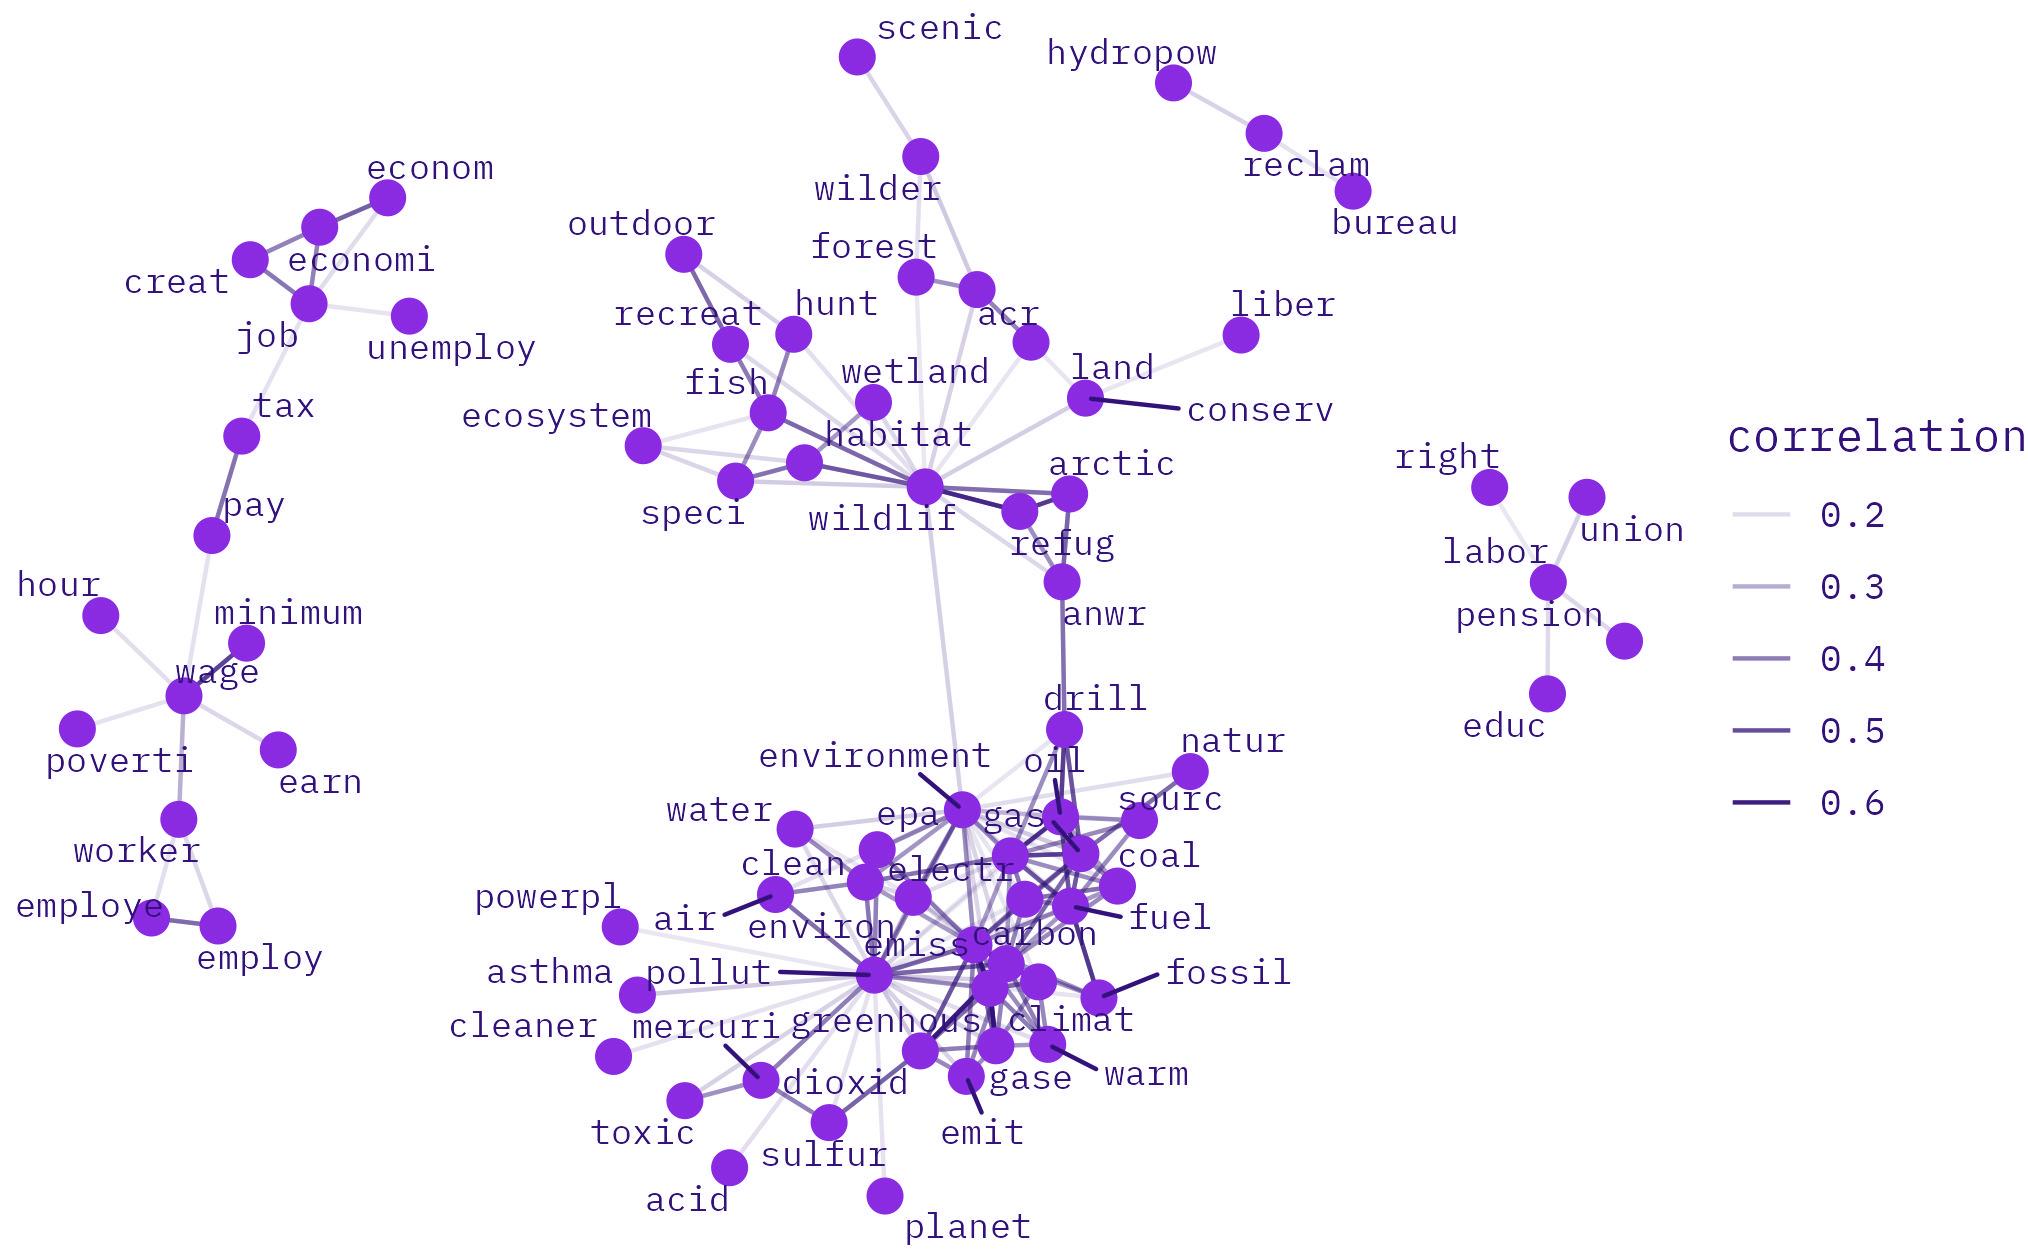 scenic
hydropow
reclam
bureau
wilder
econom
economi
creat
job
unemploy
outdoor
forest
hunt
recreat
acr
liber
land
conserv
wetland
fish
ecosystem
habitat
speci
wildlif
arctic
refug
anwr
tax
pay
hour
minimum
wage
poverti
earn
worker
employe
employ
right
union
labor
pension
educ
correlation
0.2
0.3
0.4
0.5
0.6
drill
natur
environment
oil
sourc
water
epa
gas
clean
electr
coal
powerpl
air
environ
emiss
carbon
fuel
asthma
pollut
fossil
cleaner
mercuri
greenhous
climat
dioxid
gase
warm
toxic
sulfur
emit
acid
planet